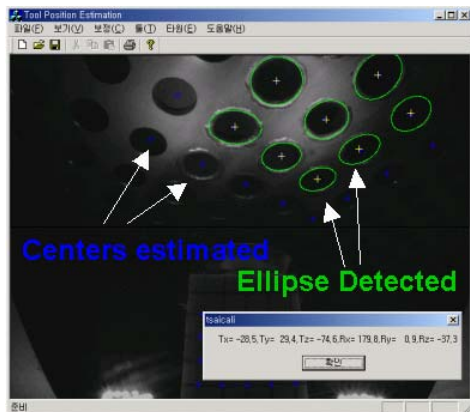 Tool Position Estimation
파일(F) 보기(V) 보정(C) 툴(T) 타원(E) 도움말(H)
Centers estimated
Ellipse Detected
tsaicali
Tx= -28,5, Ty= 29,4, Tz= -74,6, Rx= 179,8, Ry= 0,9, Rz= -37,3
확인
준비